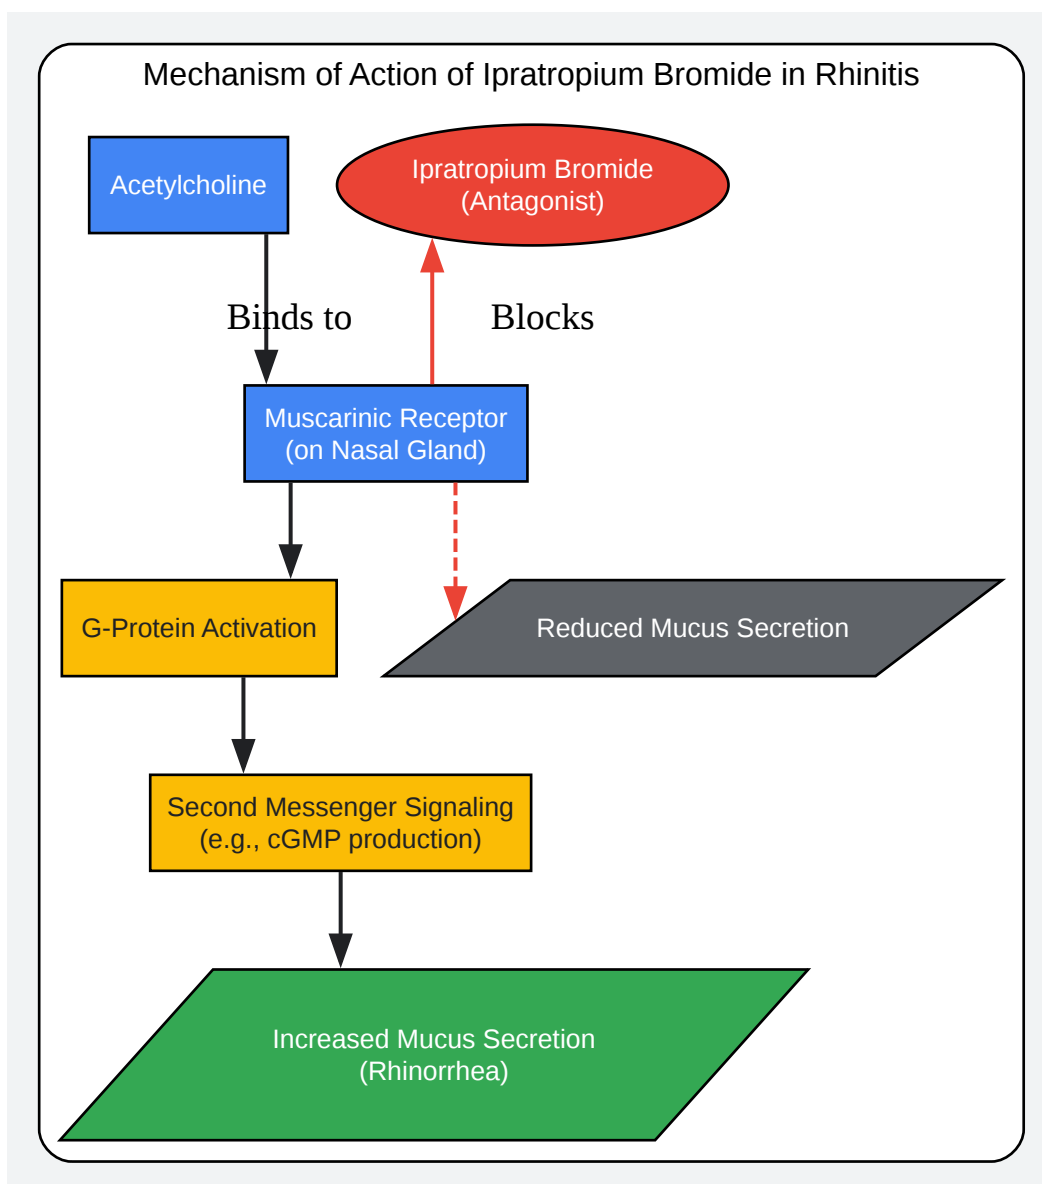 Mechanism of Action of Ipratropium Bromide in Rhinitis
Acetylcholine
Ipratropium Bromide
(Antagonist)
Binds to
Blocks
Muscarinic Receptor
(on Nasal Gland)
G-Protein Activation
Reduced Mucus Secretion
Second Messenger Signaling
(e.g., cGMP production)
Increased Mucus Secretion
(Rhinorrhea)